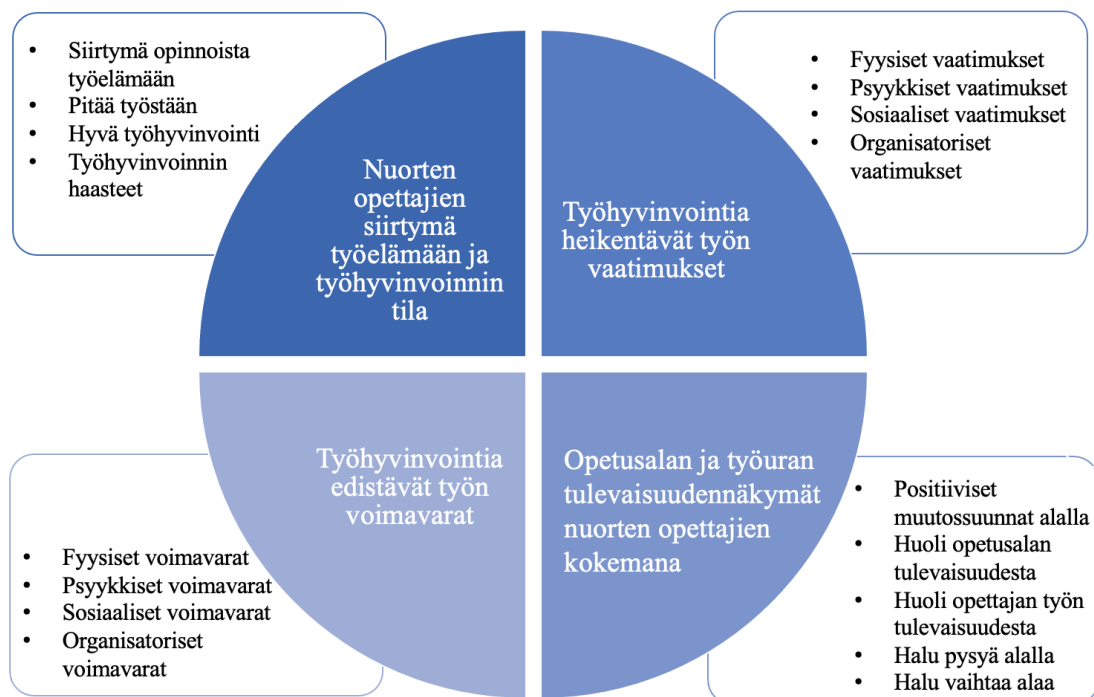 • Siirtymä opinnoista
työelämään
• Pitää työstään
• Hyvä työhyvinvointi
• Työhyvinvoinnin
haasteet
Nuorten
opettajien
siirtymä
työelämään ja
työhyvinvoinnin
tila
• Fyysiset vaatimukset
• Psyykkiset vaatimukset
• Sosiaaliset vaatimukset
• Organisatoriset
vaatimukset
Työhyvinvointia
heikentävät työn
vaatimukset
Työhyvinvointia
edistävät työn
voimavarat
• Fyysiset voimavarat
• Psyykkiset voimavarat
• Sosiaaliset voimavarat
• Organisatoriset
voimavarat
Opetusalan ja työuran
tulevaisuudennäkymät
nuorten opettajien
kokemana
• Positiiviset
muutossuunnat alalla
• Huoli opetusalan
tulevaisuudesta
• Huoli opettajan työn
tulevaisuudesta
• Halu pysyä alalla
• Halu vaihtaa alaa